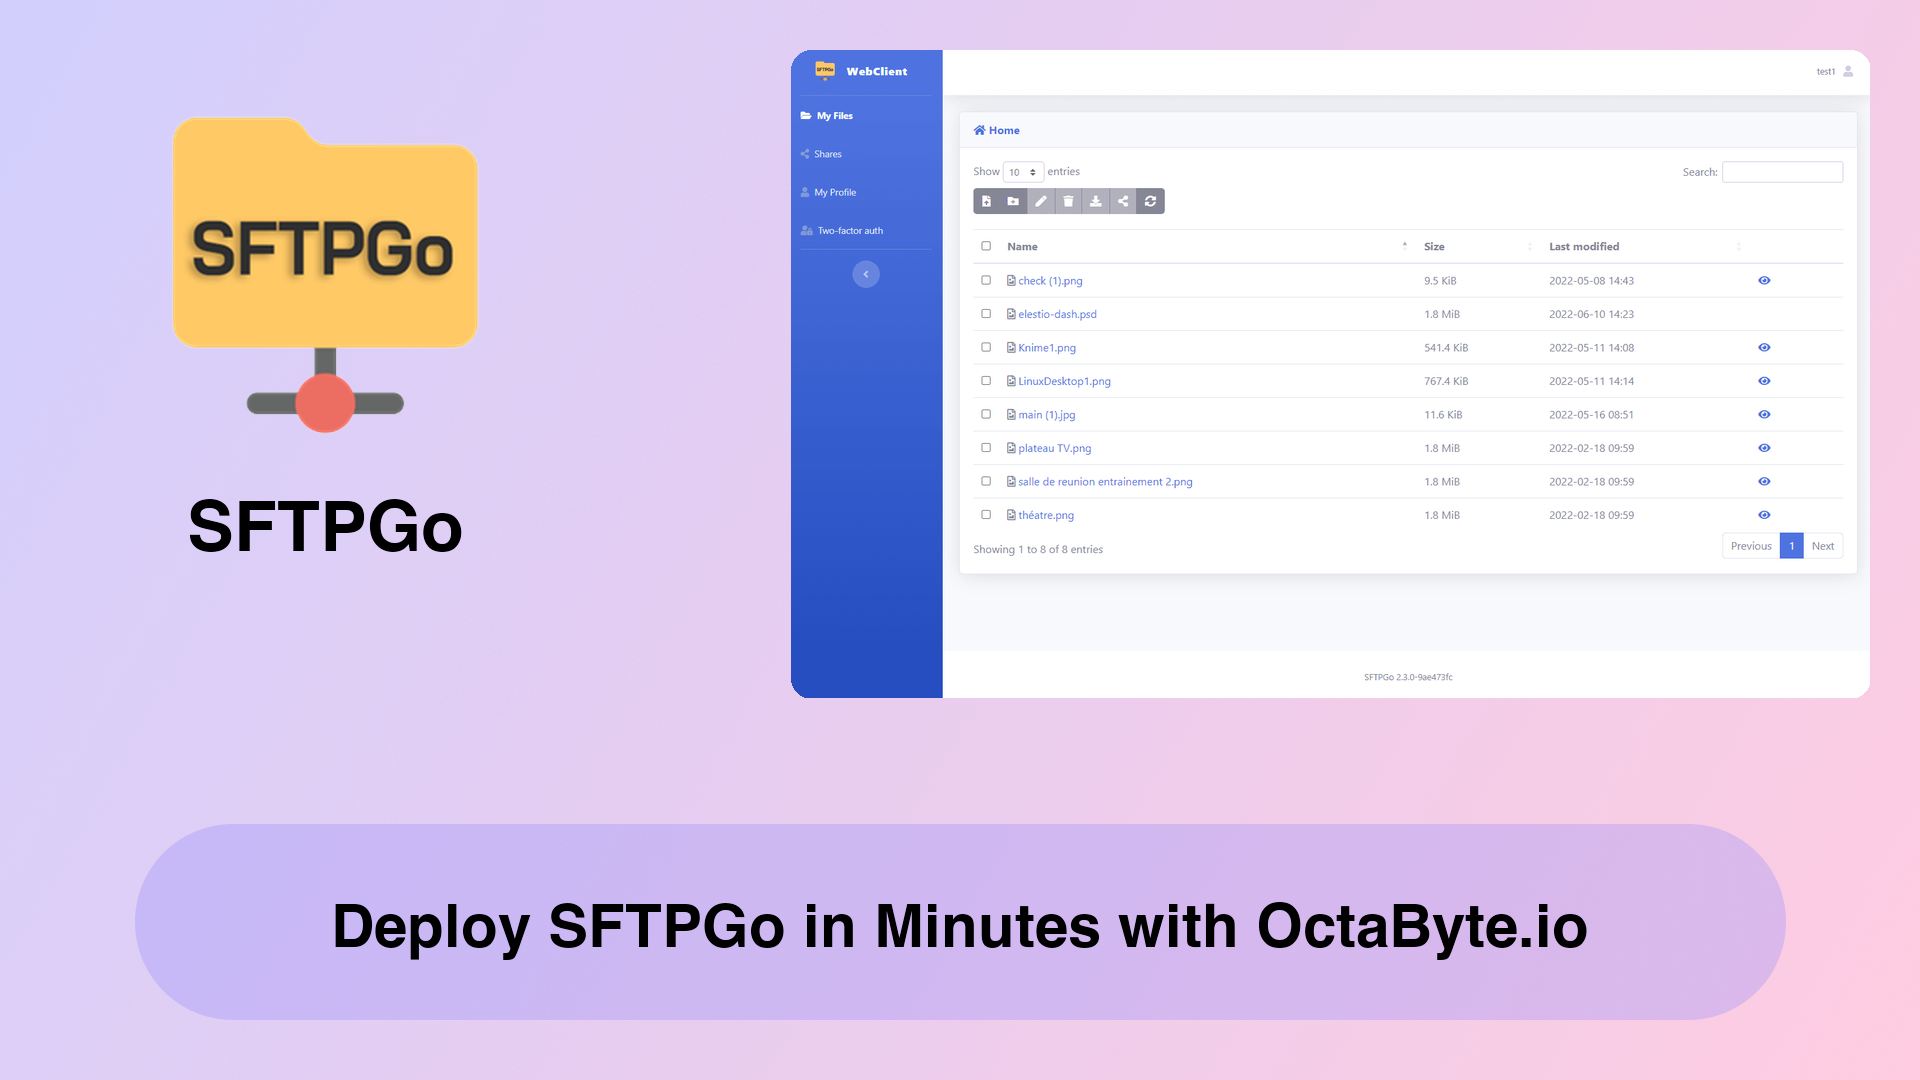 SFTPGo
SFTPGo
SFTPGo WebClient
My Files
Shares
My Profile
Two-factor auth
test1
Home
Show 10 entries
Search:
Name Size Last modified
check (1).png 9.5 KiB 2022-05-08 14:43
elestio-dash.psd 1.8 MiB 2022-06-10 14:23
Knime1.png 541.4 KiB 2022-05-11 14:08
LinuxDesktop1.png 767.4 KiB 2022-05-11 14:14
main (1).jpg 11.6 KiB 2022-05-16 08:51
plateau TV.png 1.8 MiB 2022-02-18 09:59
salle de reunion entrainement 2.png 1.8 MiB 2022-02-18 09:59
théatre.png 1.8 MiB 2022-02-18 09:59
Showing 1 to 8 of 8 entries
Previous 1 Next
SFTPGo 2.3.0-9ae473fc
Deploy SFTPGo in Minutes with OctaByte.io